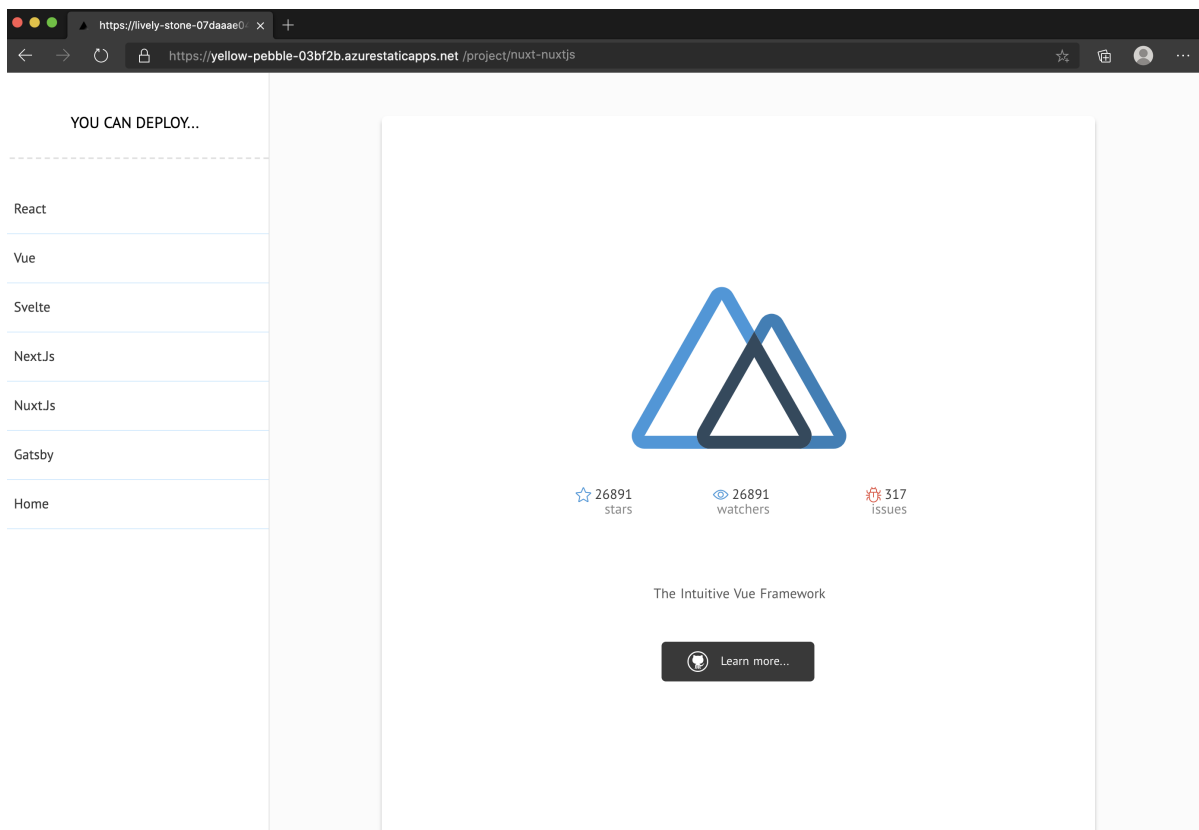 https://lively-stone-07daaae04
https://yellow-pebble-03bf2b.azurestaticapps.net /project/nuxt-nuxtjs
YOU CAN DEPLOY...
React
Vue
Svelte
Next.Js
Nuxt.Js
Gatsby
Home
26891 26891 317
stars watchers issues
The Intuitive Vue Framework
Learn more...